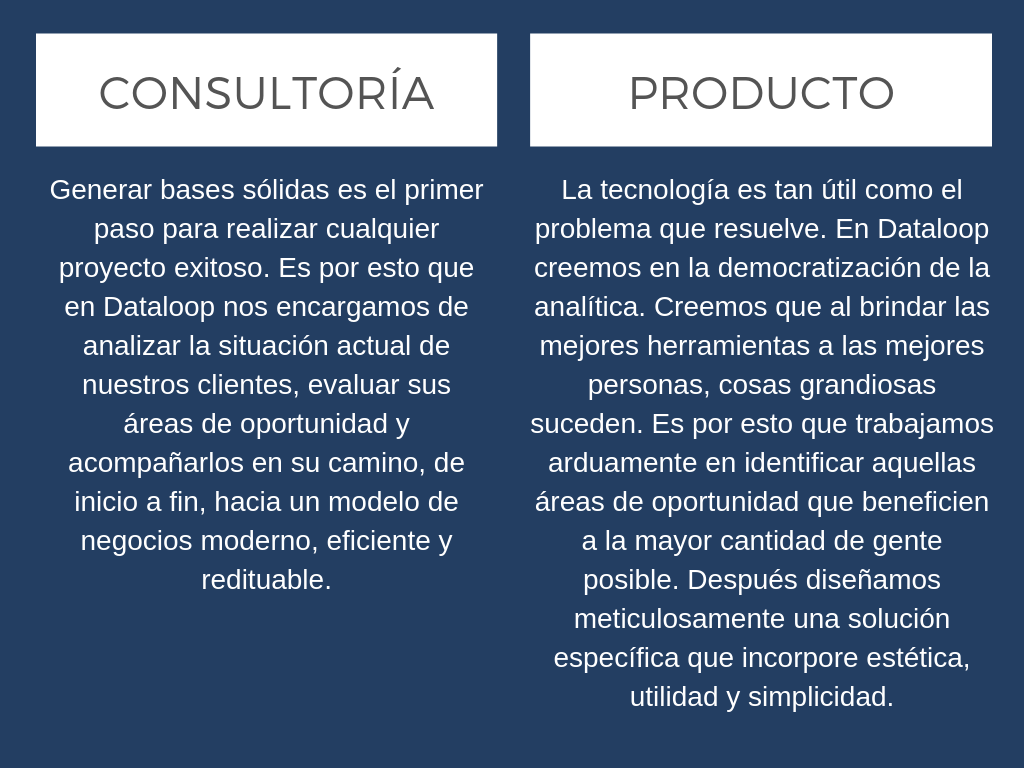 CONSULTORÍA
Generar bases sólidas es el primer
paso para realizar cualquier
proyecto exitoso. Es por esto que
en Dataloop nos encargamos de
analizar la situación actual de
nuestros clientes, evaluar sus
áreas de oportunidad y
acompañarlos en su camino, de
inicio a fin, hacia un modelo de
negocios moderno, eficiente y
redituable.
PRODUCTO
La tecnología es tan útil como el
problema que resuelve. En Dataloop
creemos en la democratización de la
analítica. Creemos que al brindar las
mejores herramientas a las mejores
personas, cosas grandiosas
suceden. Es por esto que trabajamos
arduamente en identificar aquellas
áreas de oportunidad que beneficien
a la mayor cantidad de gente
posible. Después diseñamos
meticulosamente una solución
específica que incorpore estética,
utilidad y simplicidad.